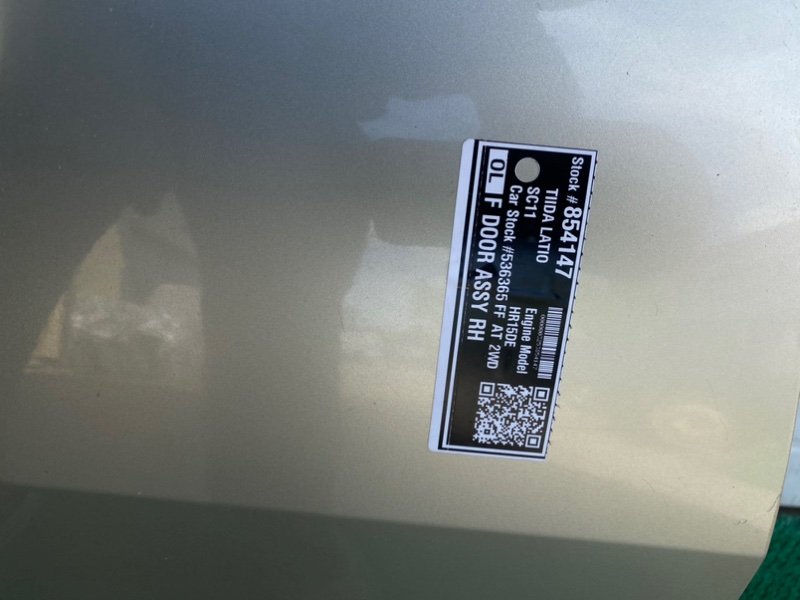 Stock # 854147
TIIDA LATIO
SC11
Engine Model
HR15DE
Car Stock #536365 FF AT 2WD
OL F DOOR ASSY RH